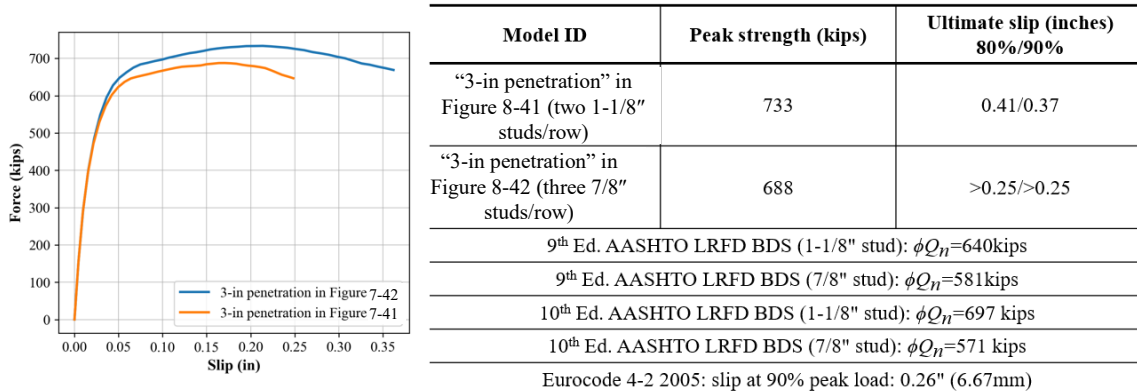 700
600
500
400
300
200
100
0
Force (kips)
0.00 0.05 0.10 0.15 0.20 0.25 0.30 0.35
Slip (in)
3-in penetration in Figure 7-42
3-in penetration in Figure 7-41
Model ID
Peak strength (kips)
Ultimate slip (inches)
80%/90%
“3-in penetration” in
Figure 8-41 (two 1-1/8″
studs/row)
733
0.41/0.37
“3-in penetration” in
Figure 8-42 (three 7/8″
studs/row)
688
>0.25/>0.25
9th Ed. AASHTO LRFD BDS (1-1/8" stud): ϕQn=640kips
9th Ed. AASHTO LRFD BDS (7/8" stud): ϕQn=581kips
10th Ed. AASHTO LRFD BDS (1-1/8" stud): ϕQn=697 kips
10th Ed. AASHTO LRFD BDS (7/8" stud): ϕQn=571 kips
Eurocode 4-2 2005: slip at 90% peak load: 0.26" (6.67mm)